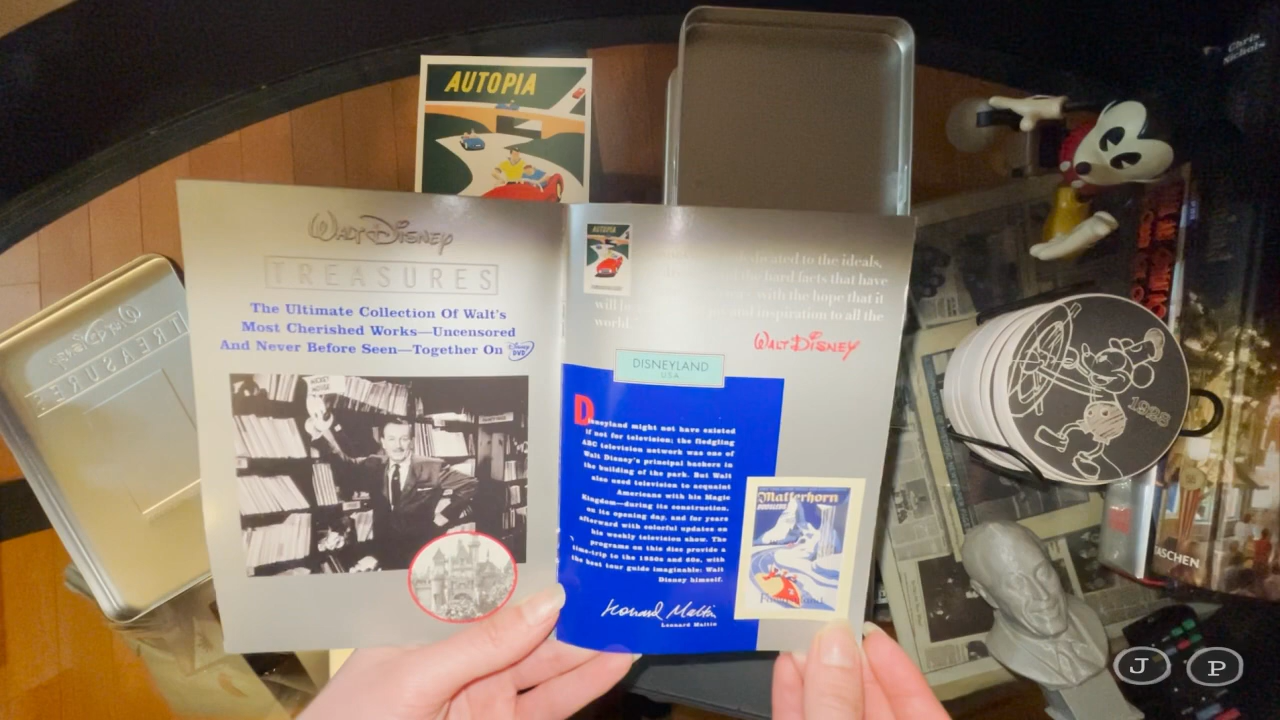 Chris
Nichols
AUTOPIA
WALT DISNEY
TREASURES
The Ultimate Collection Of Walt's
Most Cherished Works—Uncensored
And Never Before Seen—Together On Disney DVD
MICKEY
MOUSE
AUTOPIA
dicated to the ideals,
the hard facts that have
with the hope that it
will be and inspiration to all the
world."
WALT DISNEY
DISNEYLAND
U.S.A.
Disneyland might not have existed
if not for television; the fledgling
ABC television network was one of
Walt Disney's principal backers in
the building of the park. But Walt
also used television to acquaint
Americans with his Magic
Kingdom—during its construction,
on its opening day, and for years
afterward with colorful updates on
his weekly television show. The
programs on this disc provide a
time-trip to the 1950s and 60s, with
the best tour guide imaginable: Walt
Disney himself.
Leonard Maltin
Leonard Maltin
Matterhorn
BOBSLEDS
WALT DISNEY
TREASURES
1928
TASCHEN
J P